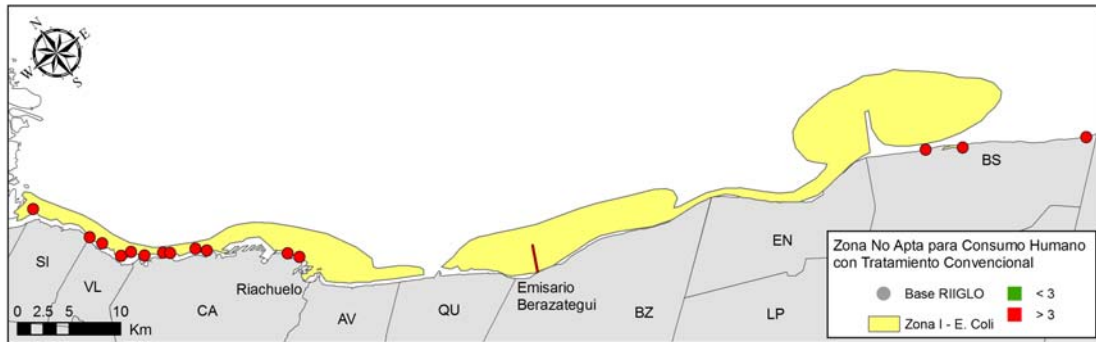 N
E
S
W
SI
VL
CA
Riachuelo
AV
QU
Emisario
Berazategui
BZ
EN
LP
BS
0 2.5 5 10
Km
Zona No Apta para Consumo Humano
con Tratamiento Convencional
Base RIIGLO
< 3
Zona I - E. Coli
> 3